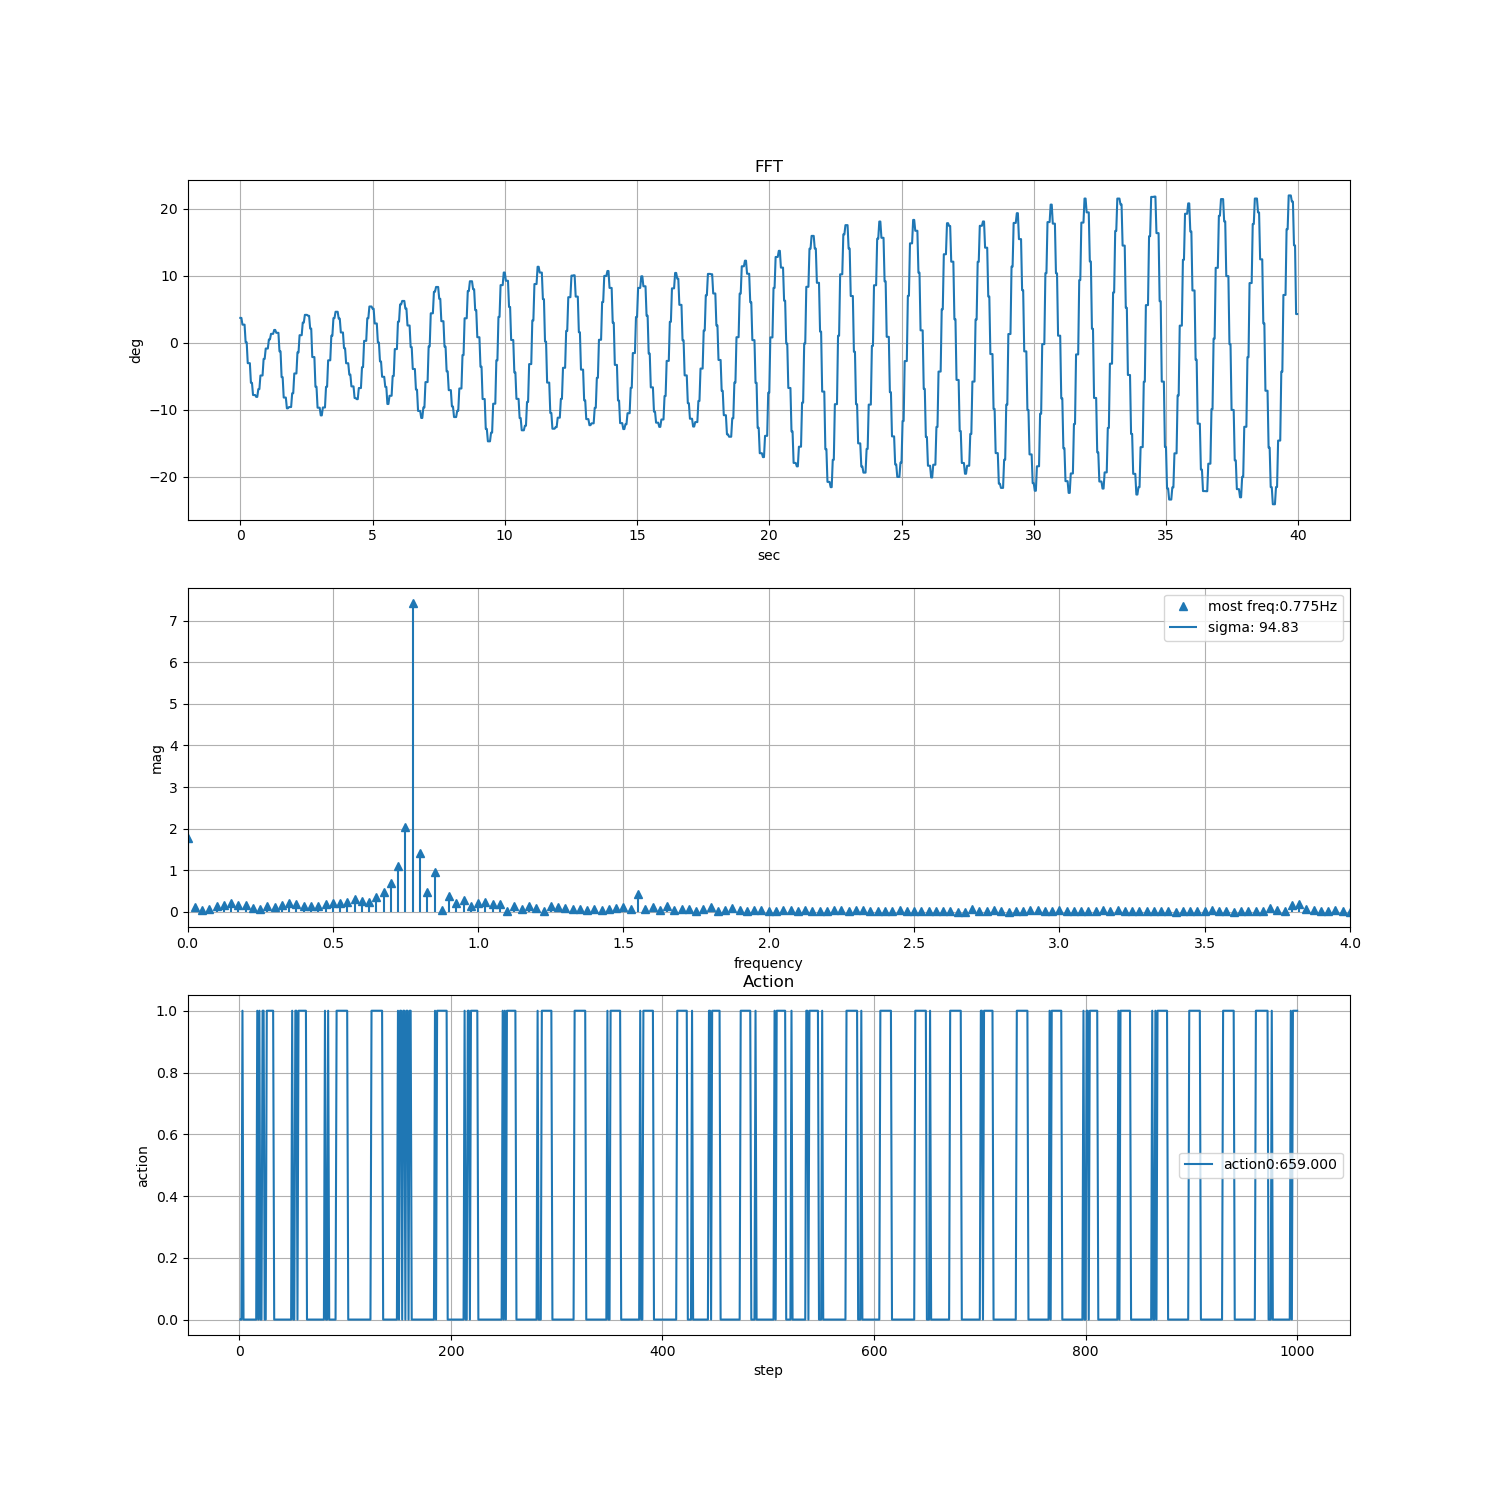 FFT
20
10
0
−10
−20
deg
0 5 10 15 20 25 30 35 40
sec
most freq:0.775Hz
sigma: 94.83
7
6
5
4
3
2
1
0
mag
0.0 0.5 1.0 1.5 2.0 2.5 3.0 3.5 4.0
frequency
Action
1.0
0.8
0.6
0.4
0.2
0.0
action
action0:659.000
0 200 400 600 800 1000
step